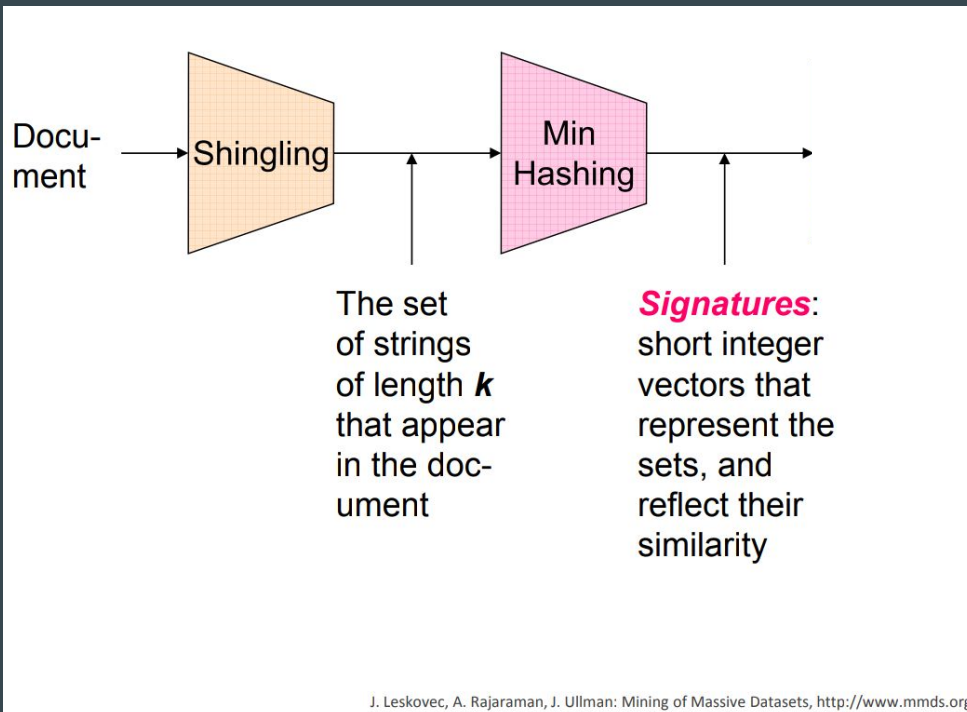 Docu-
ment
Shingling
Min
Hashing
The set
of strings
of length k
that appear
in the doc-
ument
Signatures:
short integer
vectors that
represent the
sets, and
reflect their
similarity
J. Leskovec, A. Rajaraman, J. Ullman: Mining of Massive Datasets, http://www.mmds.org